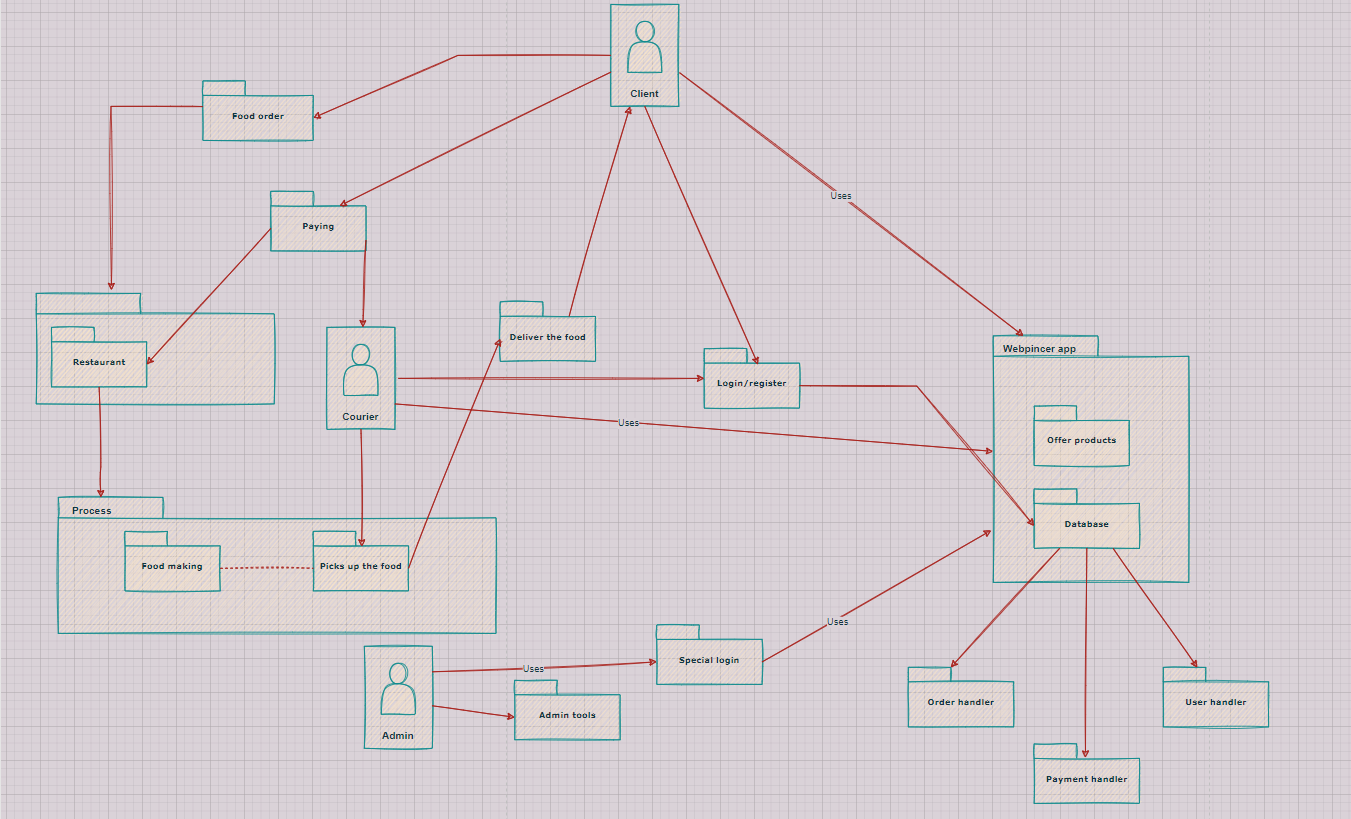 Client
Food order
Uses
Paying
Deliver the food
Webpincer app
Restaurant
Login/register
Courier
Uses
Offer products
Process
Database
Food making
Picks up the food
Uses
Special login
Uses
Order handler
User handler
Admin tools
Admin
Payment handler